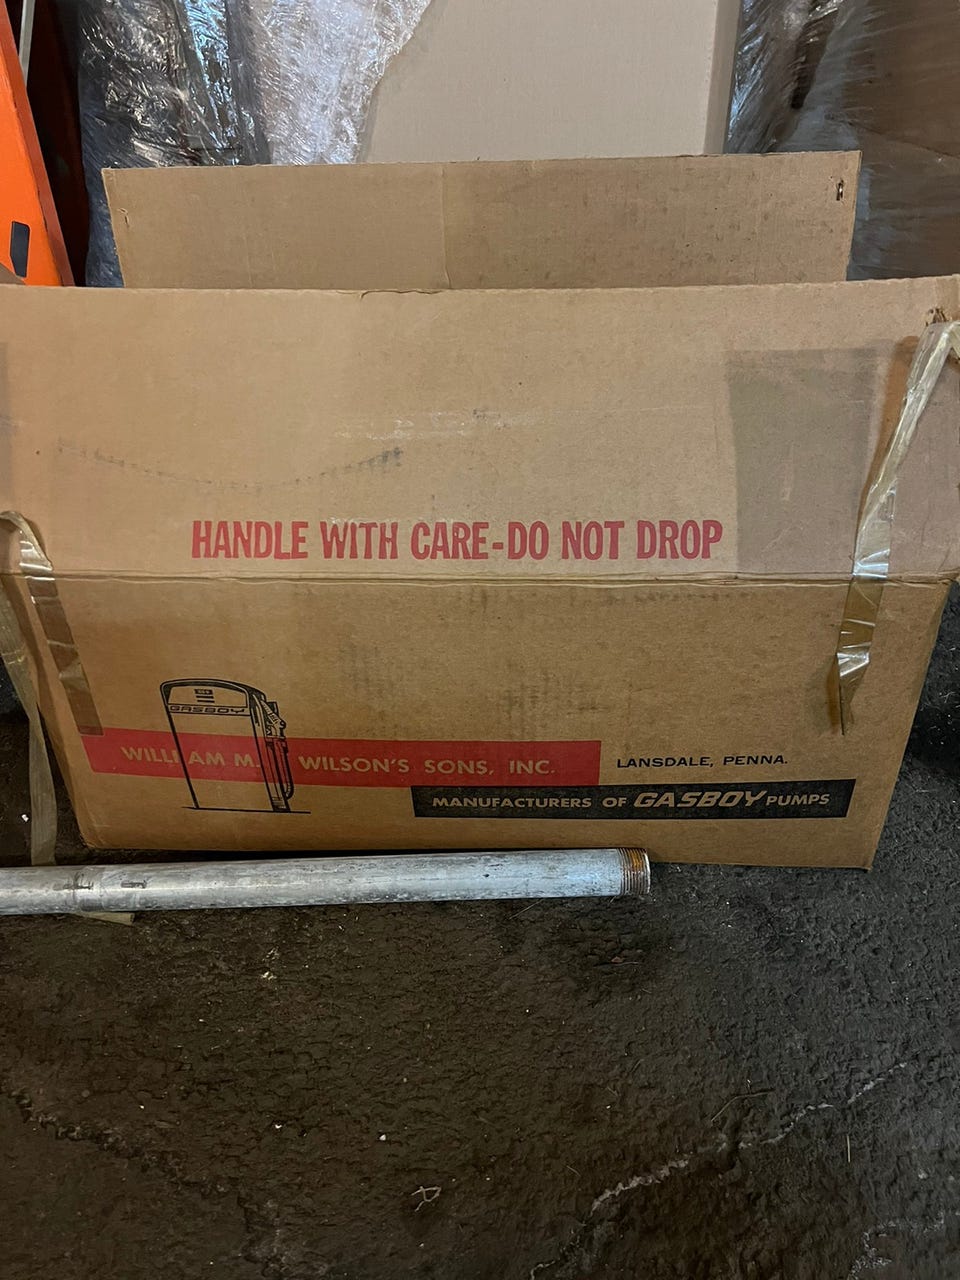 HANDLE WITH CARE-DO NOT DROP
GASBOY
WILLIAM M. WILSON'S SONS, INC.
LANSDALE, PENNA.
MANUFACTURERS OF GASBOY PUMPS